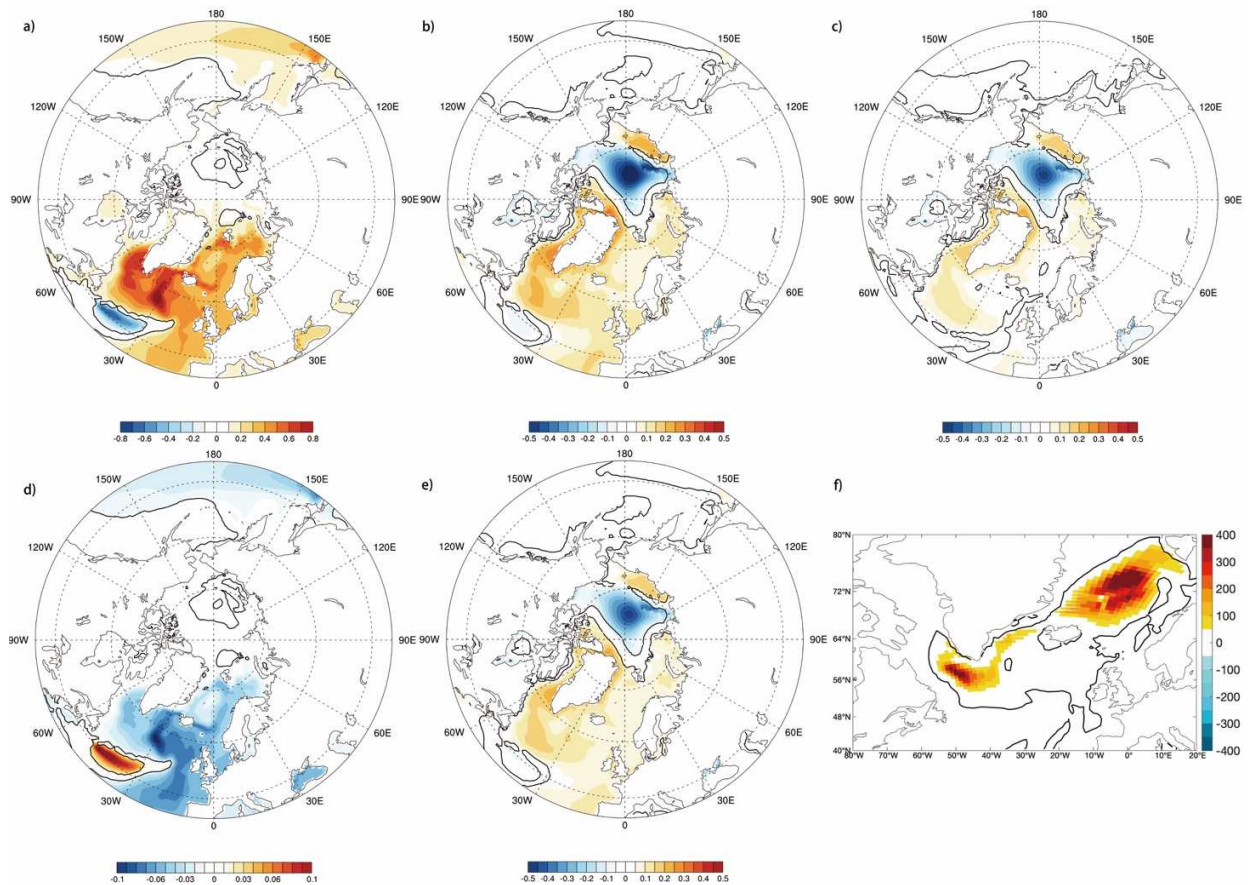 a) 180 b) 180 c) 180
150E 150W 150E 150W 150E
120W 120E 120W 120E 120W 120E
90W 90E 90W 90E 90W 90E
60W 60W 60W
30W 30E 30W 30E 30W 30E
0 0 0
-0.8 -0.6 -0.4 -0.2 0 0.2 0.4 0.6 0.8
-0.5 -0.4 -0.3 -0.2 -0.1 0 0.1 0.2 0.3 0.4 0.5
-0.5 -0.4 -0.3 -0.2 -0.1 0 0.1 0.2 0.3 0.4 0.5
d) 180 e) 180 f)
150W 150E 150W 150E
120W 120E 120W 120E
90W 90E 90W 90E
60W 60W
30W 30E 30W 30E
0 0
80°N
72°N
64°N
56°N
48°N
40°N
80°W 70°W 60°W 50°W 40°W 30°W 20°W 10°W 0° 10°E 20°E
400
300
200
100
0
-100
-200
-300
-400
-0.1 -0.06 -0.03 0 0.03 0.06 0.1
-0.5 -0.4 -0.3 -0.2 -0.1 0 0.1 0.2 0.3 0.4 0.5